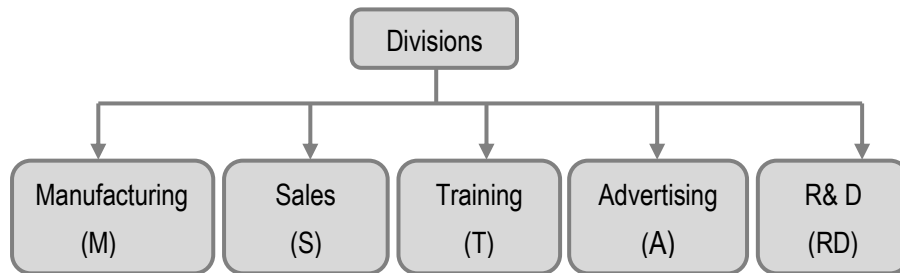 Divisions
Manufacturing
(M)
Sales
(S)
Training
(T)
Advertising
(A)
R& D
(RD)